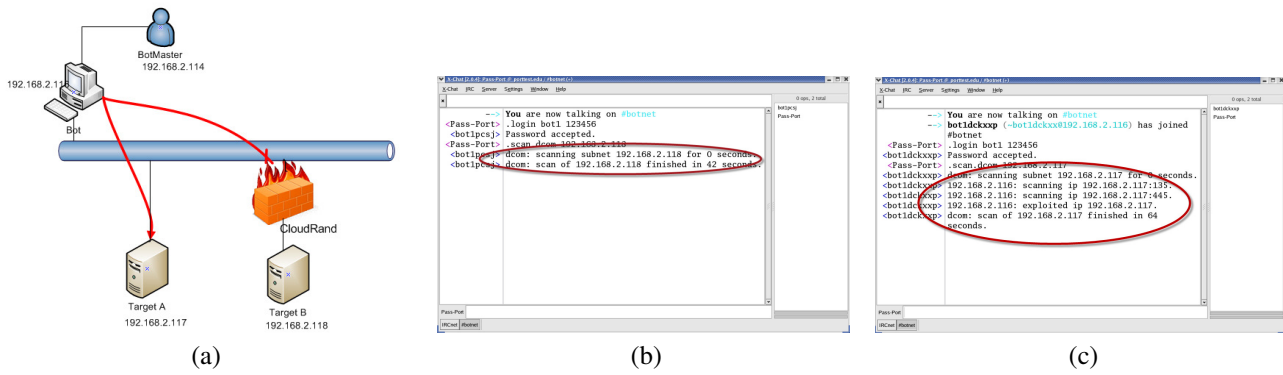 BotMaster
192.168.2.114
Bot
CloudRand
Target A
192.168.2.117
Target B
192.168.2.118
(a)
X-Chat [2.6.4]: Pass-Port @ porttest.edu / #botnet (+)
X-Chat IRC Server Settings Window Help
0 ops, 2 total
bot1pcsj
Pass-Port
--> You are now talking on #botnet
<Pass-Port> .login bot1 123456
<bot1pcsj> Password accepted.
<Pass-Port> .scan.dcom 192.168.2.118
<bot1pcsj> dcom: scanning subnet 192.168.2.118 for 0 seconds.
<bot1pcsj> dcom: scan of 192.168.2.118 finished in 42 seconds.
Pass-Port
IRCnet #botnet
(b)
X-Chat [2.6.4]: Pass-Port @ porttest.edu / #botnet (+)
X-Chat IRC Server Settings Window Help
0 ops, 2 total
bot1dckxxp
Pass-Port
--> You are now talking on #botnet
--> bot1dckxxp (~bot1dckxx@192.168.2.116) has joined
#botnet
<Pass-Port> .login bot1 123456
<bot1dckxxp> Password accepted.
<Pass-Port> .scan.dcom 192.168.2.117
<bot1dckxxp> dcom: scanning subnet 192.168.2.117 for 0 seconds.
<bot1dckxxp> 192.168.2.116: scanning ip 192.168.2.117:135.
<bot1dckxxp> 192.168.2.116: scanning ip 192.168.2.117:445.
<bot1dckxxp> 192.168.2.116: exploited ip 192.168.2.117.
<bot1dckxxp> dcom: scan of 192.168.2.117 finished in 64
seconds.
Pass-Port
IRCnet #botnet
(c)